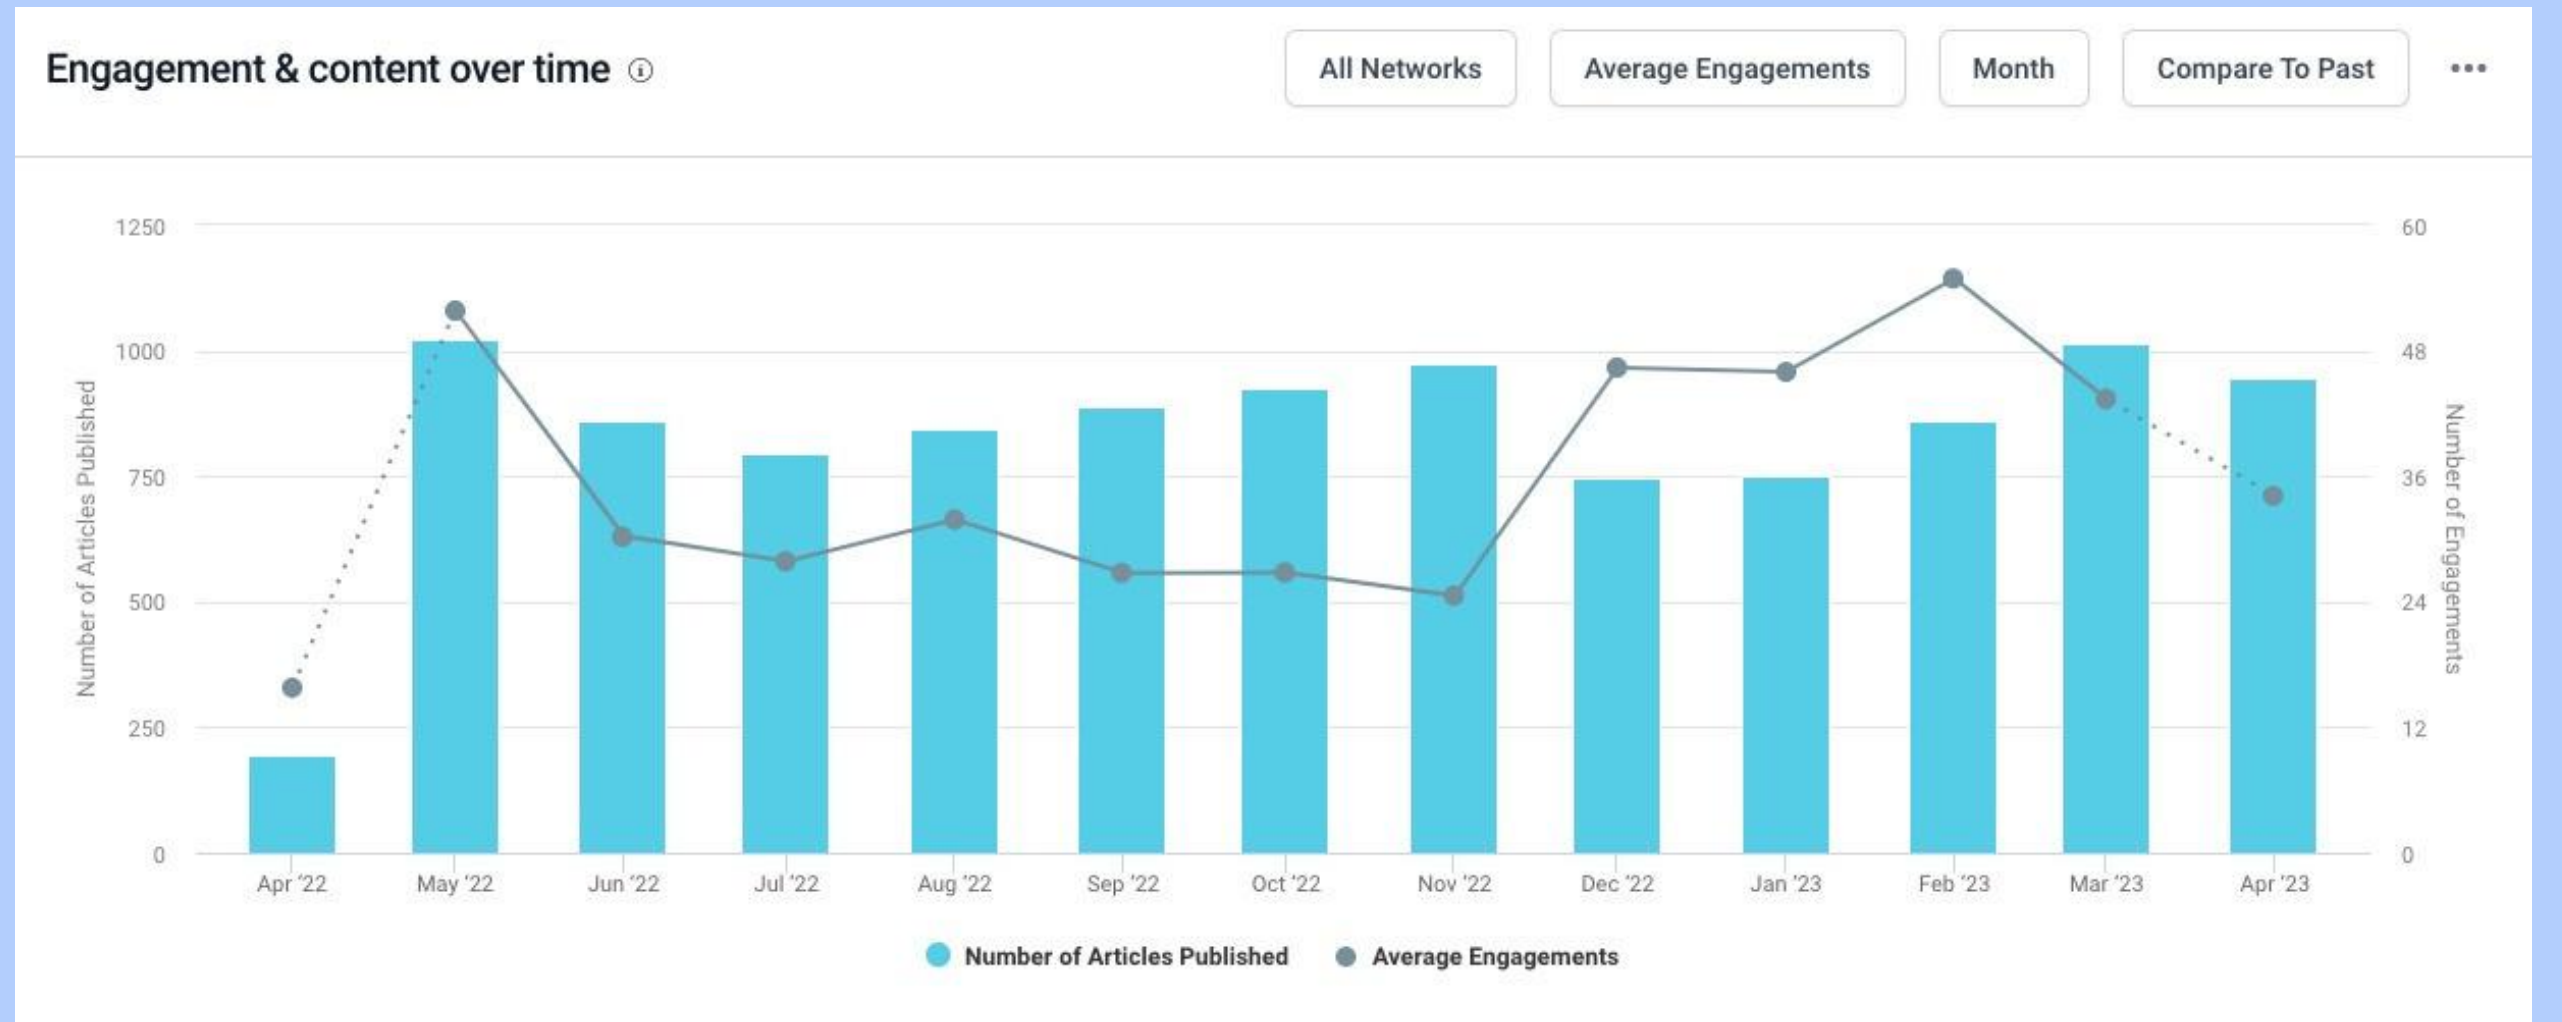 Engagement & content over time
All Networks
Average Engagements
Month
Compare To Past
1250
1000
750
500
250
0
Number of Articles Published
60
48
36
24
12
0
Number of Engagements
Apr '22
May '22
Jun '22
Jul '22
Aug '22
Sep '22
Oct '22
Nov '22
Dec '22
Jan '23
Feb '23
Mar '23
Apr '23
Number of Articles Published
Average Engagements